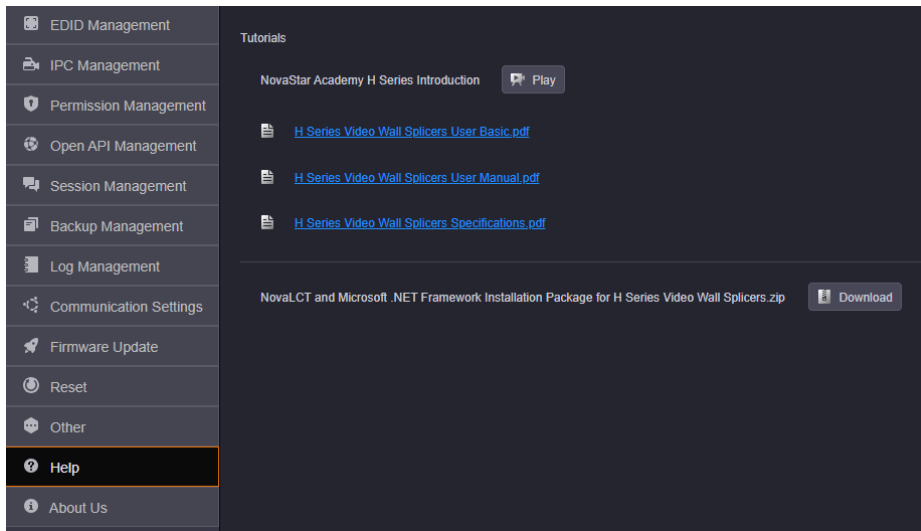 EDID Management
IPC Management
Permission Management
Open API Management
Session Management
Backup Management
Log Management
Communication Settings
Firmware Update
Reset
Other
Help
About Us
Tutorials
NovaStar Academy H Series Introduction Play
H Series Video Wall Splicers User Basic.pdf
H Series Video Wall Splicers User Manual.pdf
H Series Video Wall Splicers Specifications.pdf
NovaLCT and Microsoft .NET Framework Installation Package for H Series Video Wall Splicers.zip Download